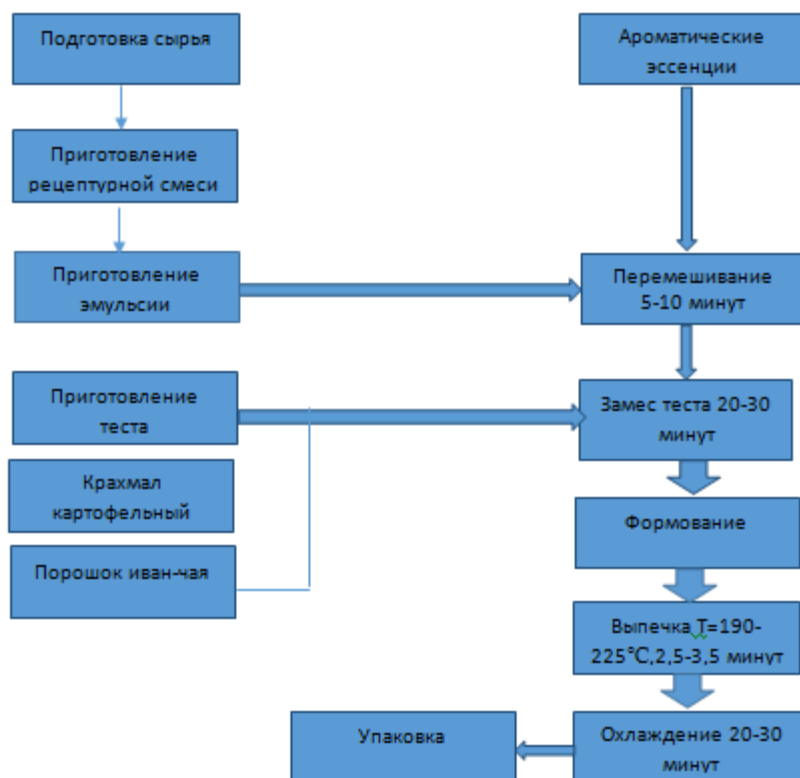 Подготовка сырья
Ароматические
эссенции
Приготовление
рецептурной смеси
Приготовление
эмульсии
Перемешивание
5-10 минут
Приготовление
теста
Замес теста 20-30
минут
Крахмал
картофельный
Формование
Порошок иван-чая
Выпечка Т=190-
225℃,2,5-3,5 минут
Упаковка
Охлаждение 20-30
минут